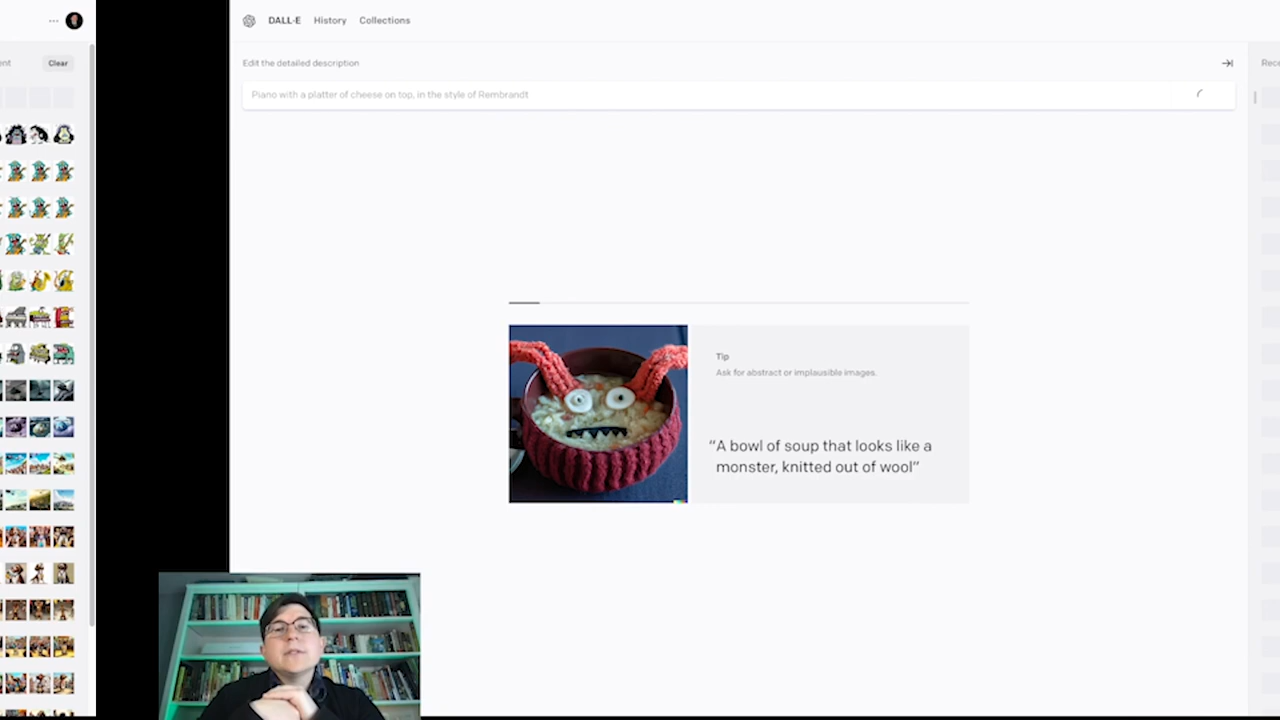 ent
Clear
DALL·E History Collections
Edit the detailed description
Rece
Piano with a platter of cheese on top, in the style of Rembrandt
Tip
Ask for abstract or implausible images.
“A bowl of soup that looks like a
monster, knitted out of wool”